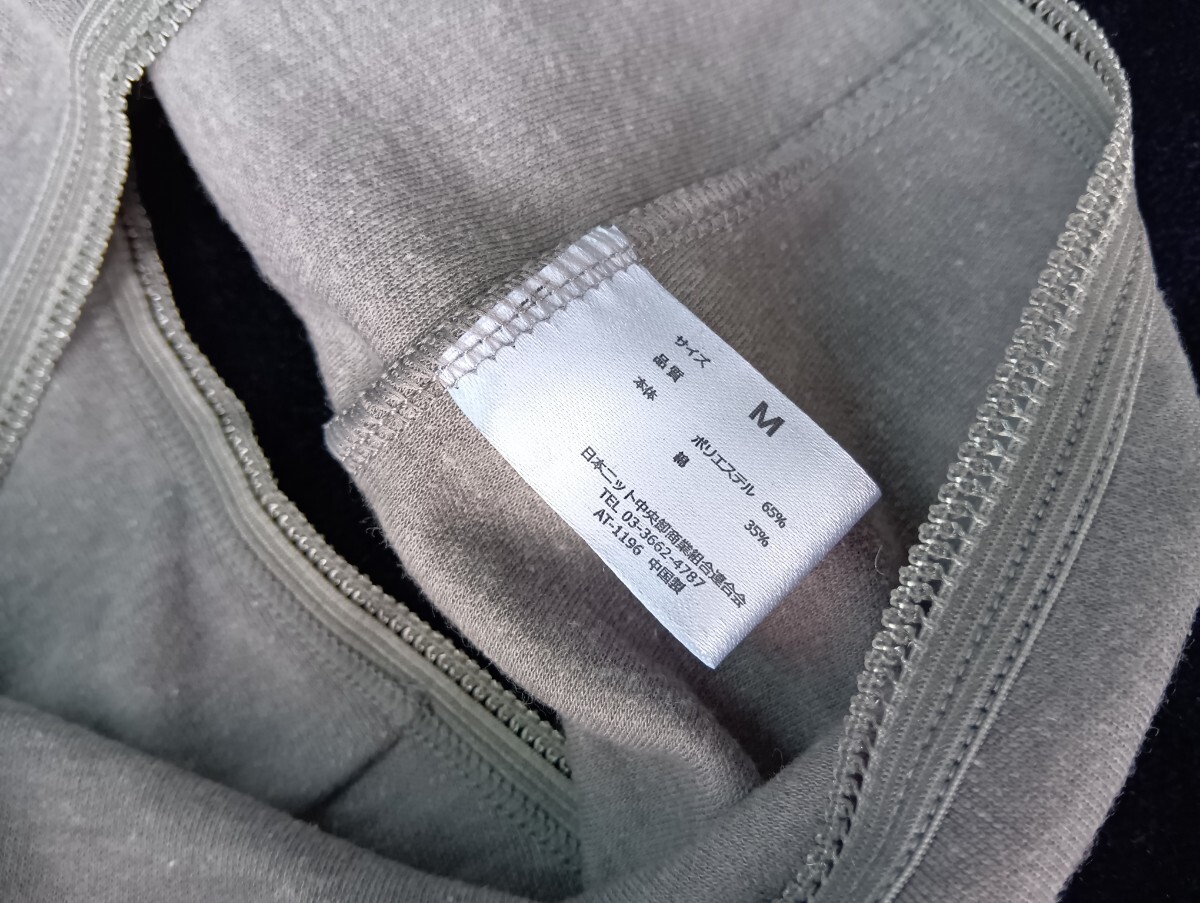 サイズ M
品質
本体 ポリエステル 65%
綿 35%
日本ニット中央卸商業組合連合会
TEL 03-3662-4787
AT-1196 中国製